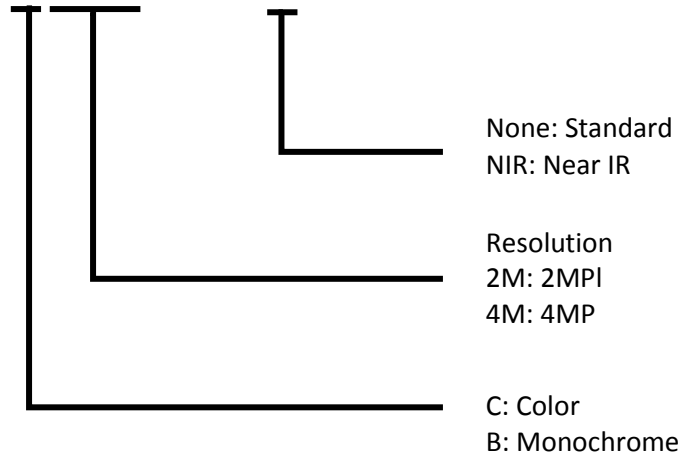 None: Standard
NIR: Near IR
Resolution
2M: 2MPl
4M: 4MP
C: Color
B: Monochrome